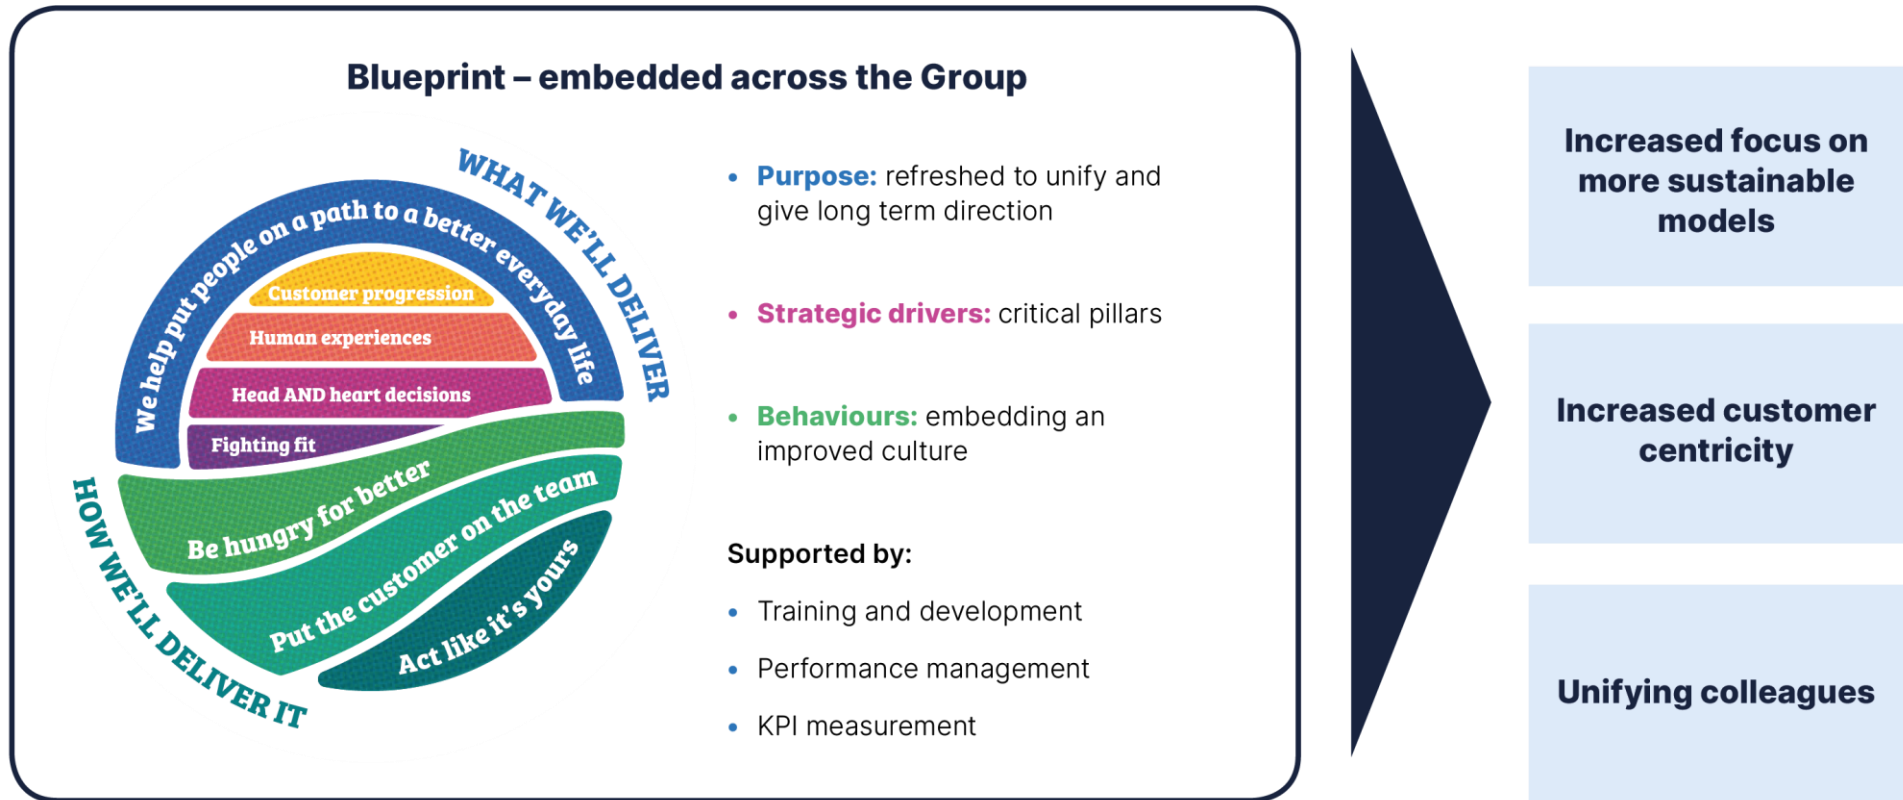 Blueprint – embedded across the Group
WHAT WE'LL DELIVER
We help put people on a path to a better everyday life
Customer progression
Human experiences
Head AND heart decisions
Fighting fit
Be hungry for better
Put the customer on the team
Act like it's yours
HOW WE'LL DELIVER IT
• Purpose: refreshed to unify and
give long term direction
• Strategic drivers: critical pillars
• Behaviours: embedding an
improved culture
Supported by:
• Training and development
• Performance management
• KPI measurement
Increased focus on
more sustainable
models
Increased customer
centricity
Unifying colleagues